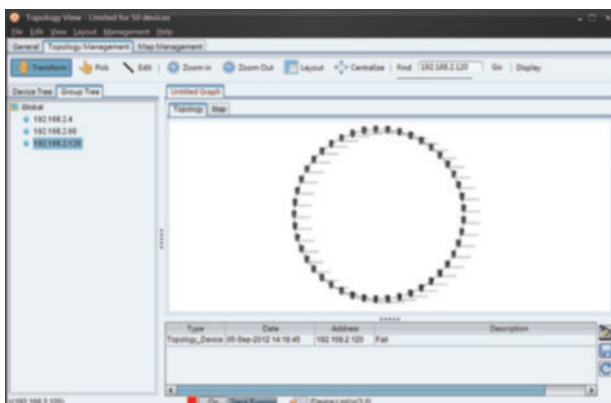 Topology View - Limited for 50 devices
File Edit View Layout Management Help
General Topology Management Map Management
Transform Pick Edit Zoom in Zoom Out Layout Centralize Find 192.168.2.120 Go Display
Device Tree Group Tree
Untitled Graph
Global
Topology Map
192.168.2.4
192.168.2.66
192.168.2.120
Type Date Address Description
Topology_Device 05-Sep-2012 14:19:45 192.168.2.120 Fail